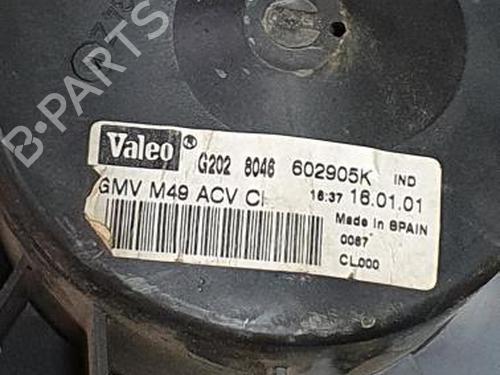 B-PARTS
Valeo ® G202 8046 602905K IND
GMV M49 ACV CI 16:37 16.01.01
Made In SPAIN
0087
CL000